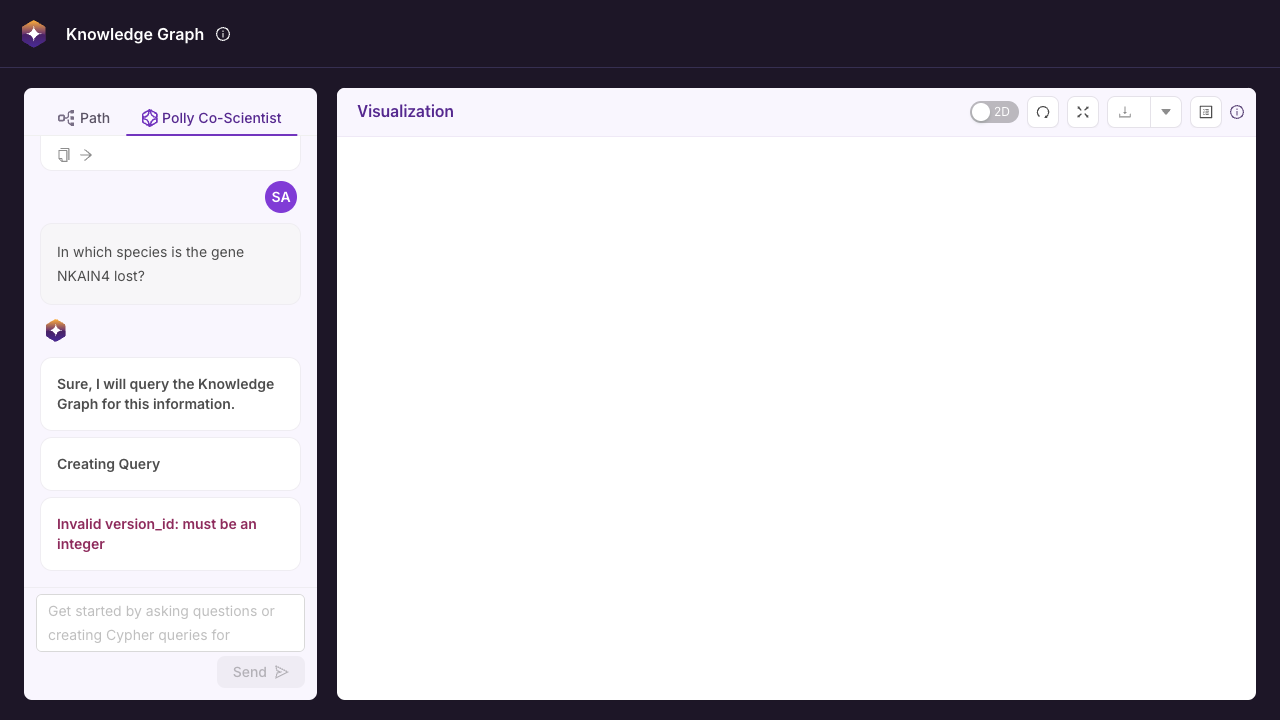 Knowledge Graph
Path
Polly Co-Scientist
SA
In which species is the gene
NKAIN4 lost?
Sure, I will query the Knowledge
Graph for this information.
Creating Query
Invalid version_id: must be an
integer
Get started by asking questions or
creating Cypher queries for
Send
Visualization
2D